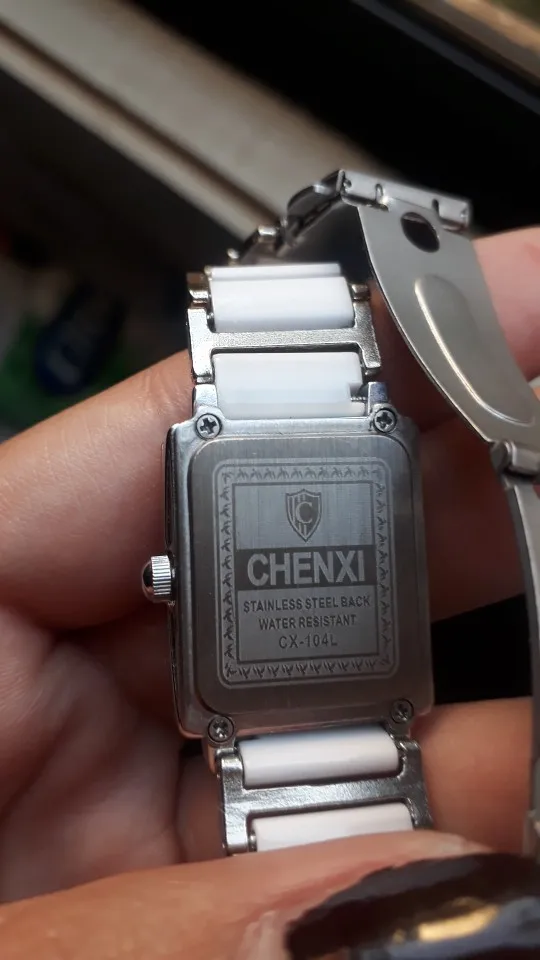 C
CHENXI
STAINLESS STEEL BACK
WATER RESISTANT
CX-104L